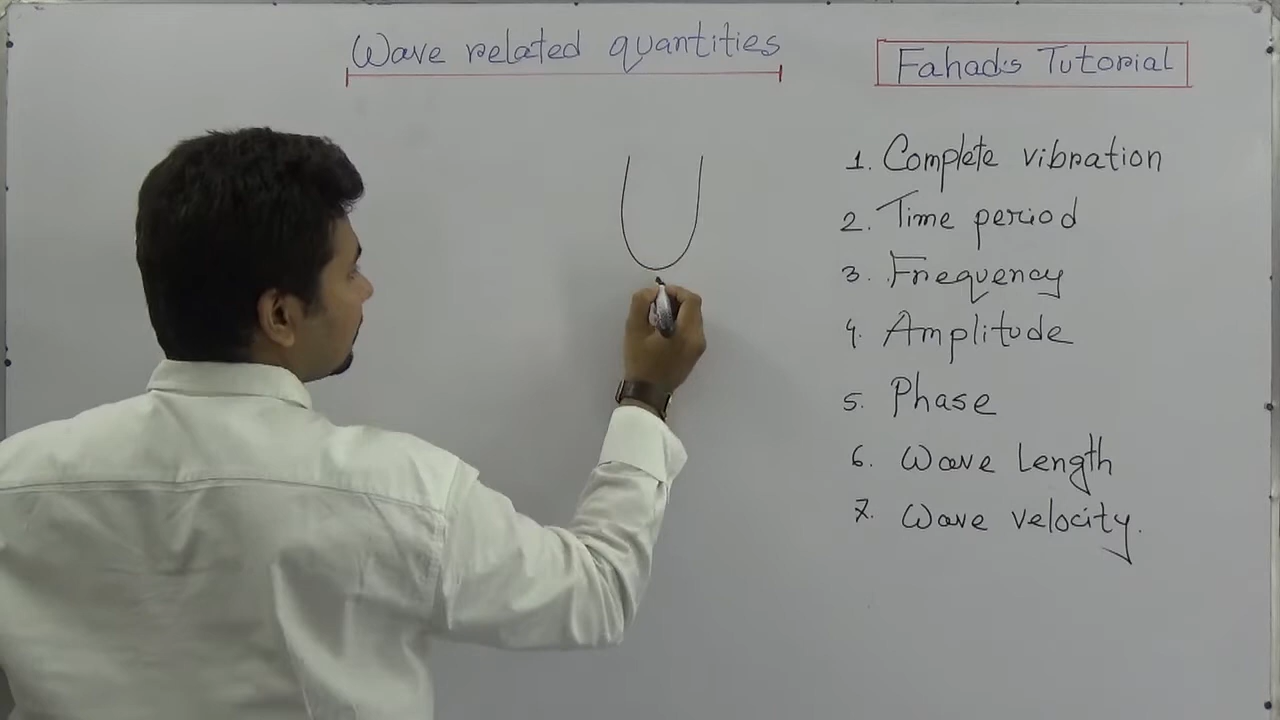 Wave related quantities
Fahad's Tutorial
1. Complete vibration
2. Time period
3. Frequency
4. Amplitude
5. Phase
6. Wave Length
7. Wave velocity.